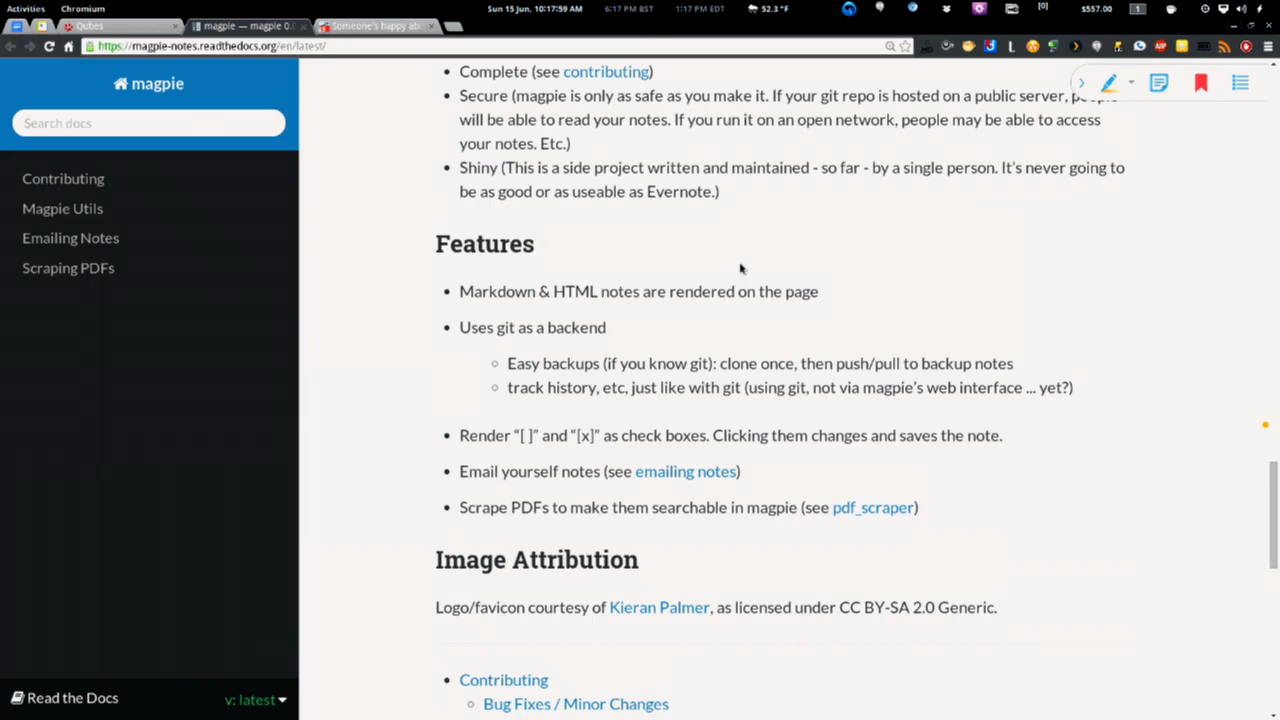 Activities Chromium Sun 15 Jun, 10:17:59 AM 6:17 PM BST 1:17 PM EDT 52.3 °F $557.00 1
Qubes magpie — magpie 0. Someone's happy ab
https://magpie-notes.readthedocs.org/en/latest/
magpie
Search docs
Contributing
Magpie Utils
Emailing Notes
Scraping PDFs
Read the Docs
v: latest
Complete (see contributing)
Secure (magpie is only as safe as you make it. If your git repo is hosted on a public server,
will be able to read your notes. If you run it on an open network, people may be able to access
your notes. Etc.)
Shiny (This is a side project written and maintained - so far - by a single person. It's never going to
be as good or as useable as Evernote.)
Features
Markdown & HTML notes are rendered on the page
Uses git as a backend
Easy backups (if you know git): clone once, then push/pull to backup notes
track history, etc, just like with git (using git, not via magpie's web interface ... yet?)
Render “[ ]” and “[x]” as check boxes. Clicking them changes and saves the note.
Email yourself notes (see emailing notes)
Scrape PDFs to make them searchable in magpie (see pdf_scraper)
Image Attribution
Logo/favicon courtesy of Kieran Palmer, as licensed under CC BY-SA 2.0 Generic.
Contributing
Bug Fixes / Minor Changes